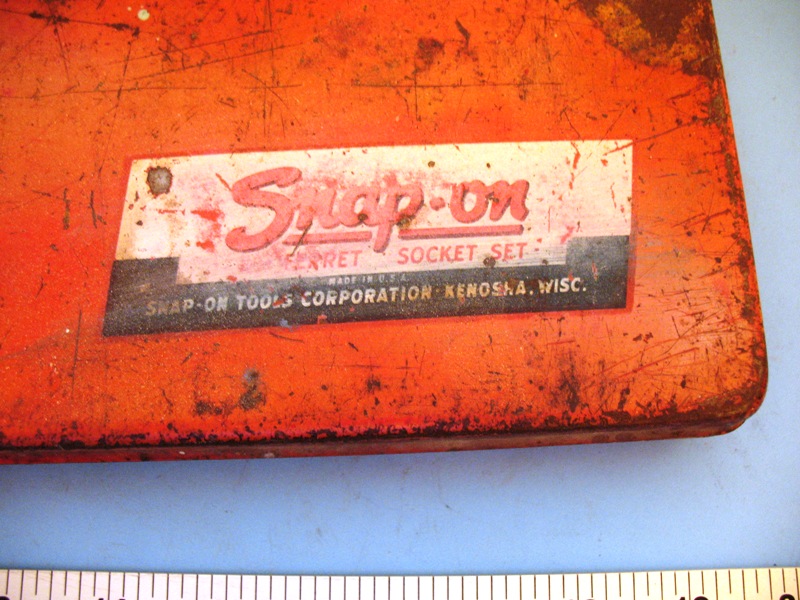 Snap-on
SOCKET SET
MADE IN U.S.A.
SNAP-ON TOOLS CORPORATION KENOSHA, WISC.